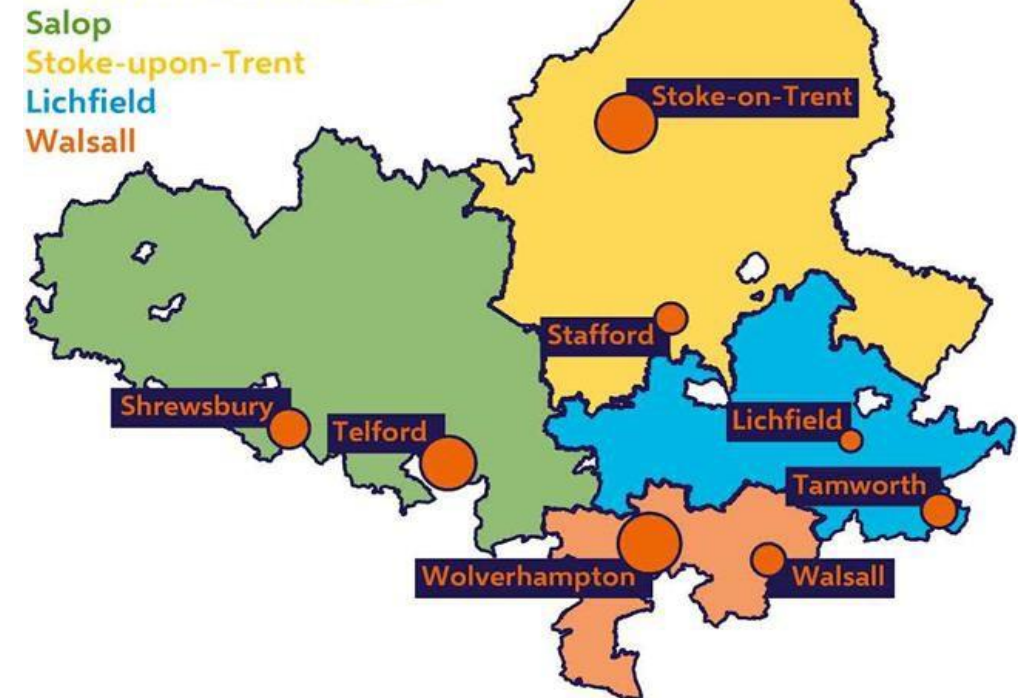 Salop
Stoke-upon-Trent
Lichfield
Walsall
Stoke-on-Trent
Stafford
Shrewsbury
Telford
Lichfield
Tamworth
Wolverhampton
Walsall